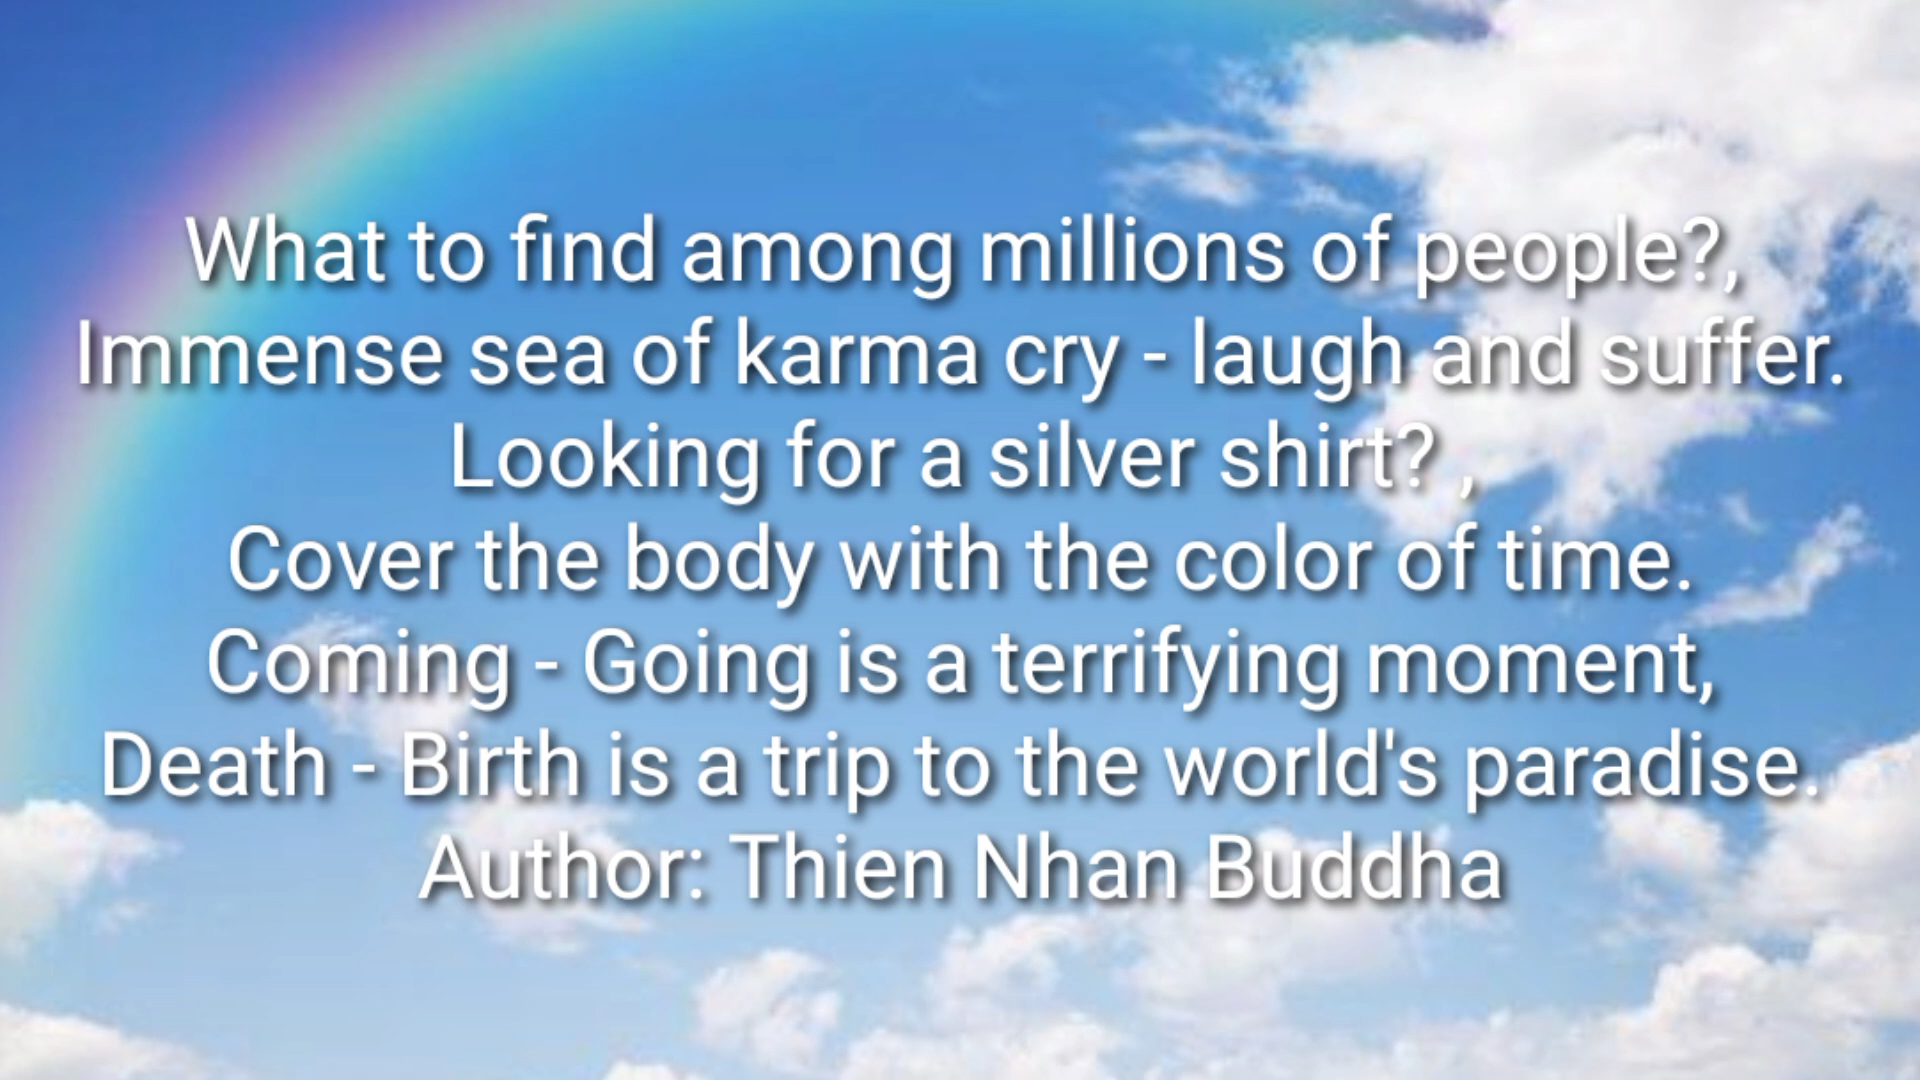 What to find among millions of people?,
Immense sea of karma cry - laugh and suffer.
Looking for a silver shirt? ,
Cover the body with the color of time.
Coming - Going is a terrifying moment,
Death - Birth is a trip to the world's paradise.
Author: Thien Nhan Buddha